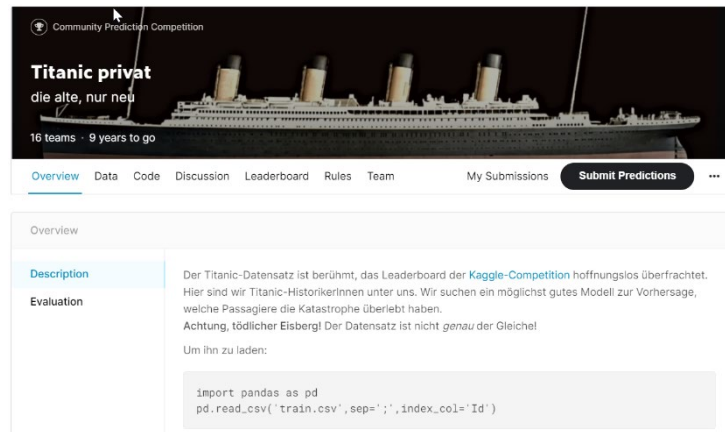 Community Prediction Competition
Titanic privat
die alte, nur neu
16 teams · 9 years to go
Overview Data Code Discussion Leaderboard Rules Team My Submissions Submit Predictions ...
Overview
Description
Evaluation
Der Titanic-Datensatz ist berühmt, das Leaderboard der Kaggle-Competition hoffnungslos überfrachtet.
Hier sind wir Titanic-HistorikerInnen unter uns. Wir suchen ein möglichst gutes Modell zur Vorhersage,
welche Passagiere die Katastrophe überlebt haben.
Achtung, tödlicher Eisberg! Der Datensatz ist nicht genau der Gleiche!
Um ihn zu laden:
import pandas as pd
pd.read_csv('train.csv',sep=';',index_col='Id')